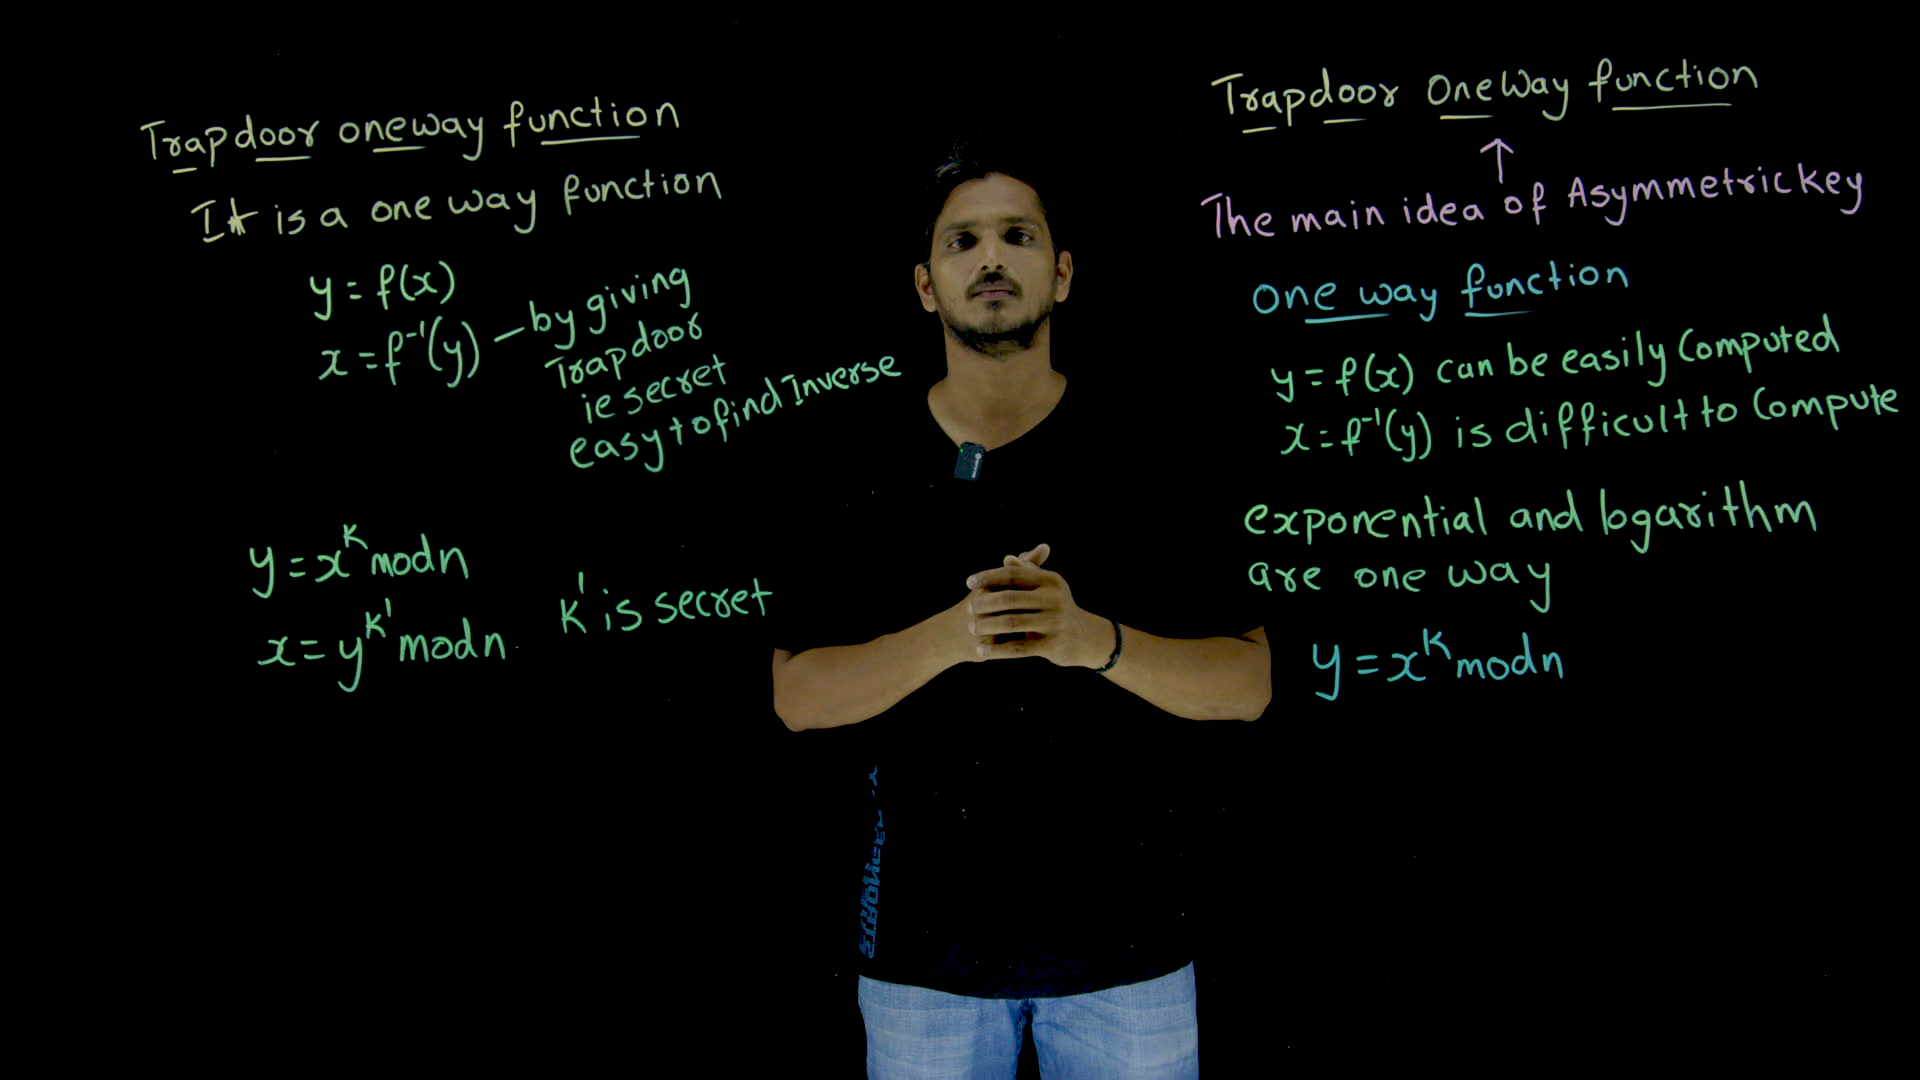 Trapdoor oneway function
It is a one way function
y = f(x)
x = f⁻¹(y) — by giving
Trapdoor
ie secret
easy to find Inverse
y = x^K mod n
x = y^K' mod n.
K' is secret
Trapdoor OneWay function
↑
The main idea of Asymmetric key
One way function
y = f(x) can be easily Computed
x = f⁻¹(y) is difficult to Compute
exponential and logarithm
are one way
y = x^K mod n